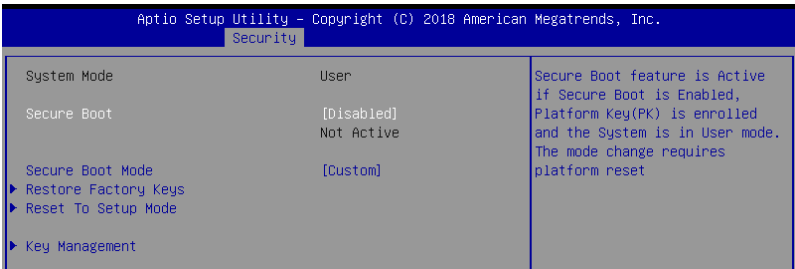 Aptio Setup Utility – Copyright (C) 2018 American Megatrends, Inc.
Security
System Mode User
Secure Boot [Disabled]
Not Active
Secure Boot Mode [Custom]
Restore Factory Keys
Reset To Setup Mode
Key Management
Secure Boot feature is Active
if Secure Boot is Enabled,
Platform Key(PK) is enrolled
and the System is in User mode.
The mode change requires
platform reset